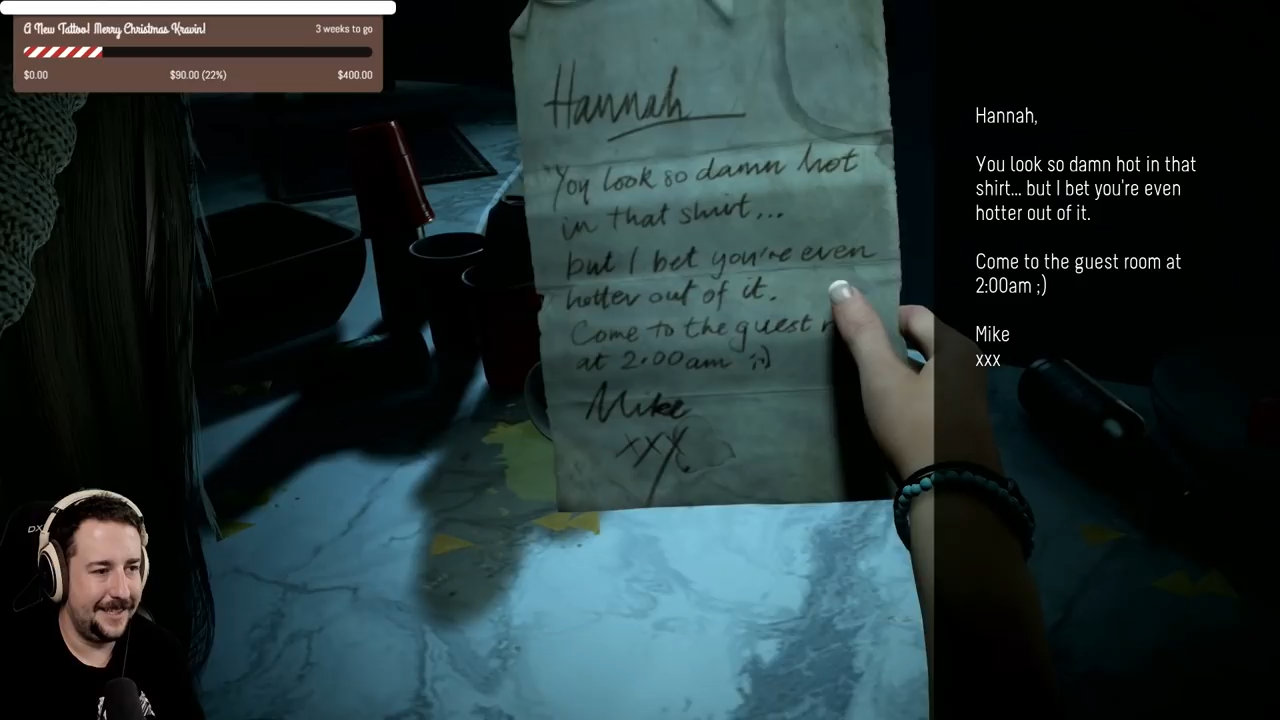 A New Tattoo! Merry Christmas Kravin!
3 weeks to go
$0.00
$90.00 (22%)
$400.00
Hannah
You look so damn hot
in that shirt...
but I bet you're even
hotter out of it.
Come to the guest
at 2.00am ;)
Mike
xxx
Hannah,
You look so damn hot in that
shirt... but I bet you're even
hotter out of it.
Come to the guest room at
2:00am ;)
Mike
xxx
DX